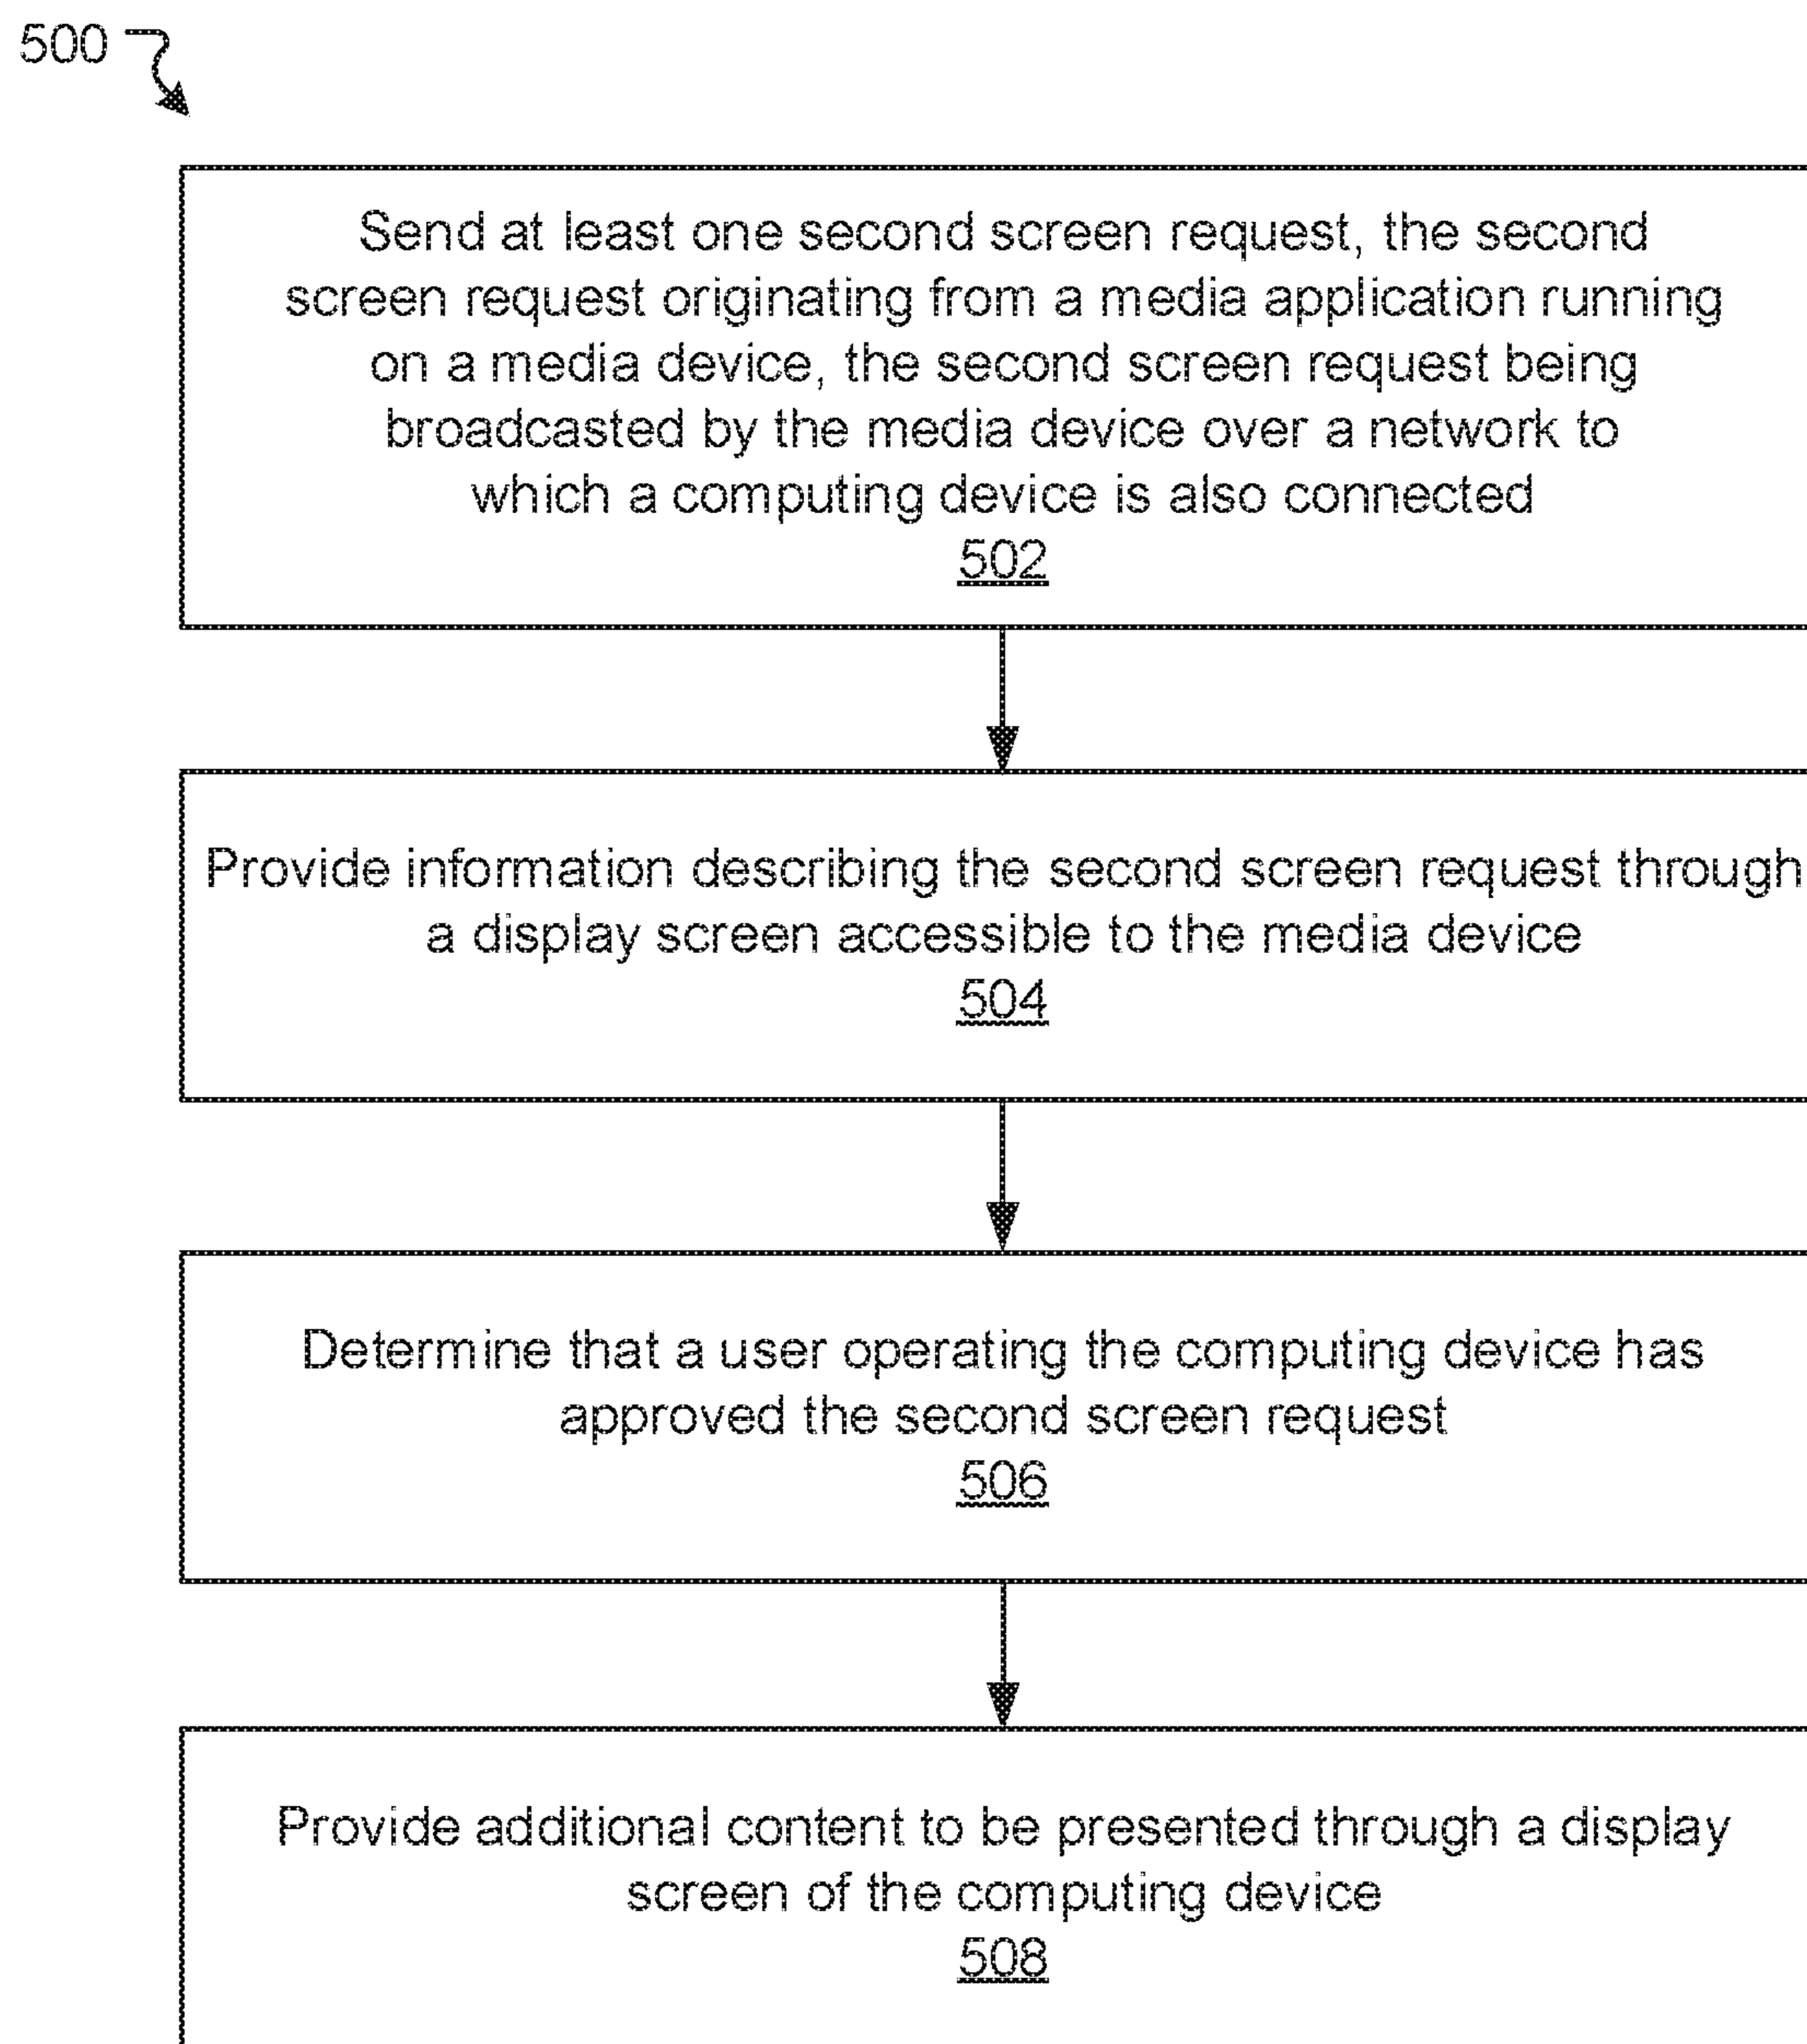 500
Send at least one second screen request, the second
screen request originating from a media application running
on a media device, the second screen request being
broadcasted by the media device over a network to
which a computing device is also connected
502
Provide information describing the second screen request through
a display screen accessible to the media device
504
Determine that a user operating the computing device has
approved the second screen request
506
Provide additional content to be presented through a display
screen of the computing device
508